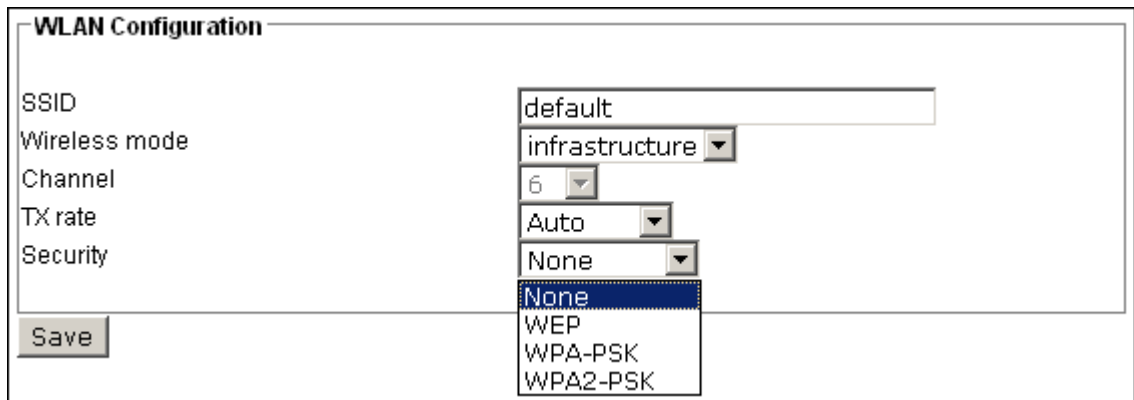 WLAN Configuration
SSID default
Wireless mode infrastructure
Channel 6
TX rate Auto
Security None
None
WEP
Save
WPA-PSK
WPA2-PSK